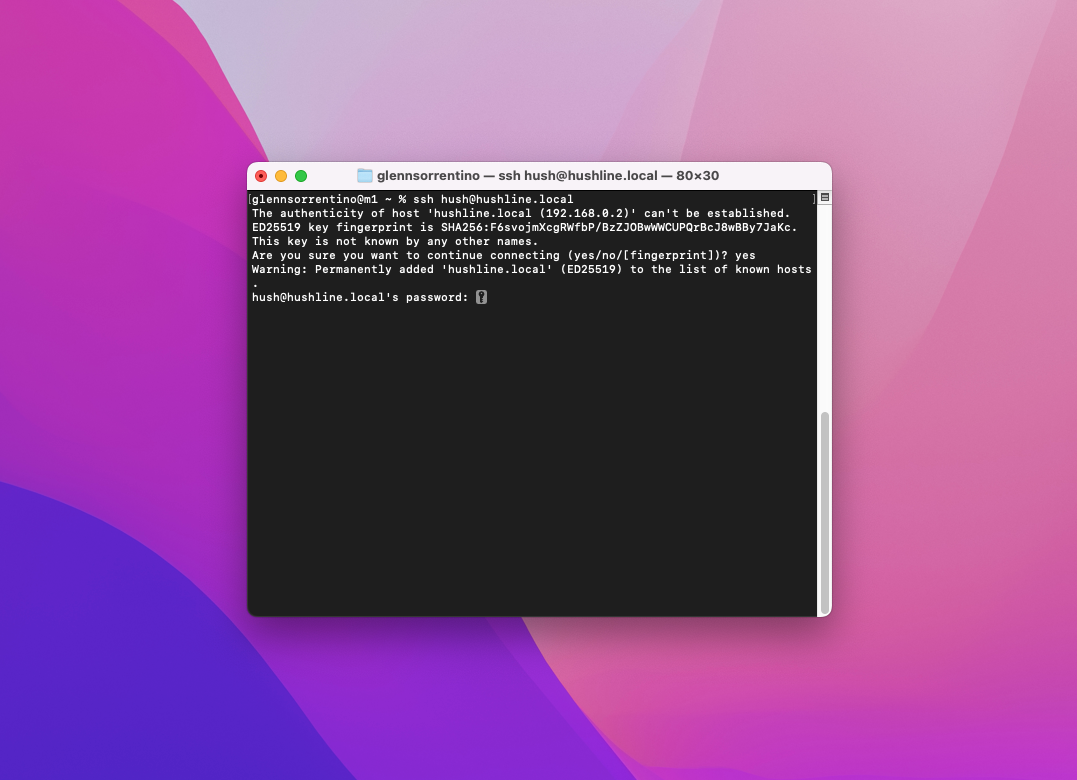 glennsorrentino — ssh hush@hushline.local — 80×30
[glennsorrentino@m1 ~ % ssh hush@hushline.local ]
The authenticity of host 'hushline.local (192.168.0.2)' can't be established.
ED25519 key fingerprint is SHA256:F6svojmXcgRWfbP/BzZJOBwWWCUPQrBcJ8wBBy7JaKc.
This key is not known by any other names.
Are you sure you want to continue connecting (yes/no/[fingerprint])? yes
Warning: Permanently added 'hushline.local' (ED25519) to the list of known hosts
.
hush@hushline.local's password: